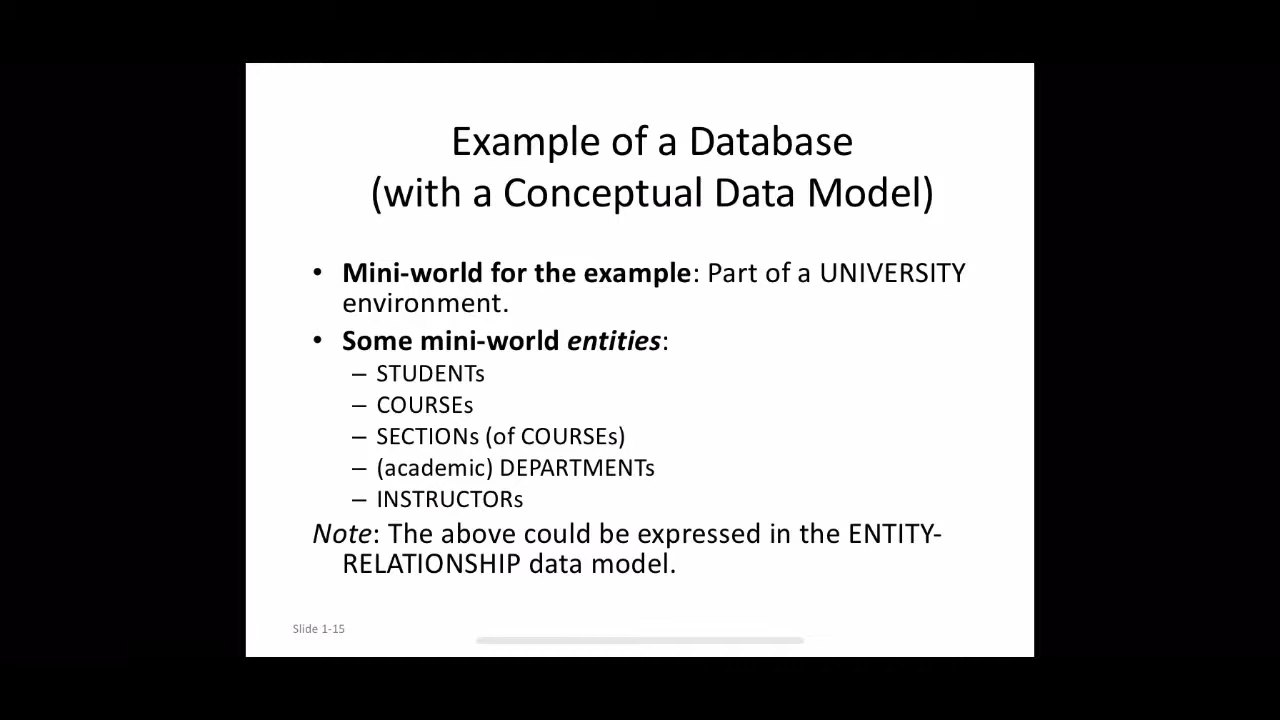 Example of a Database
(with a Conceptual Data Model)
• Mini-world for the example: Part of a UNIVERSITY
environment.
• Some mini-world entities:
– STUDENTs
– COURSEs
– SECTIONs (of COURSEs)
– (academic) DEPARTMENTs
– INSTRUCTORs
Note: The above could be expressed in the ENTITY-
RELATIONSHIP data model.
Slide 1-15